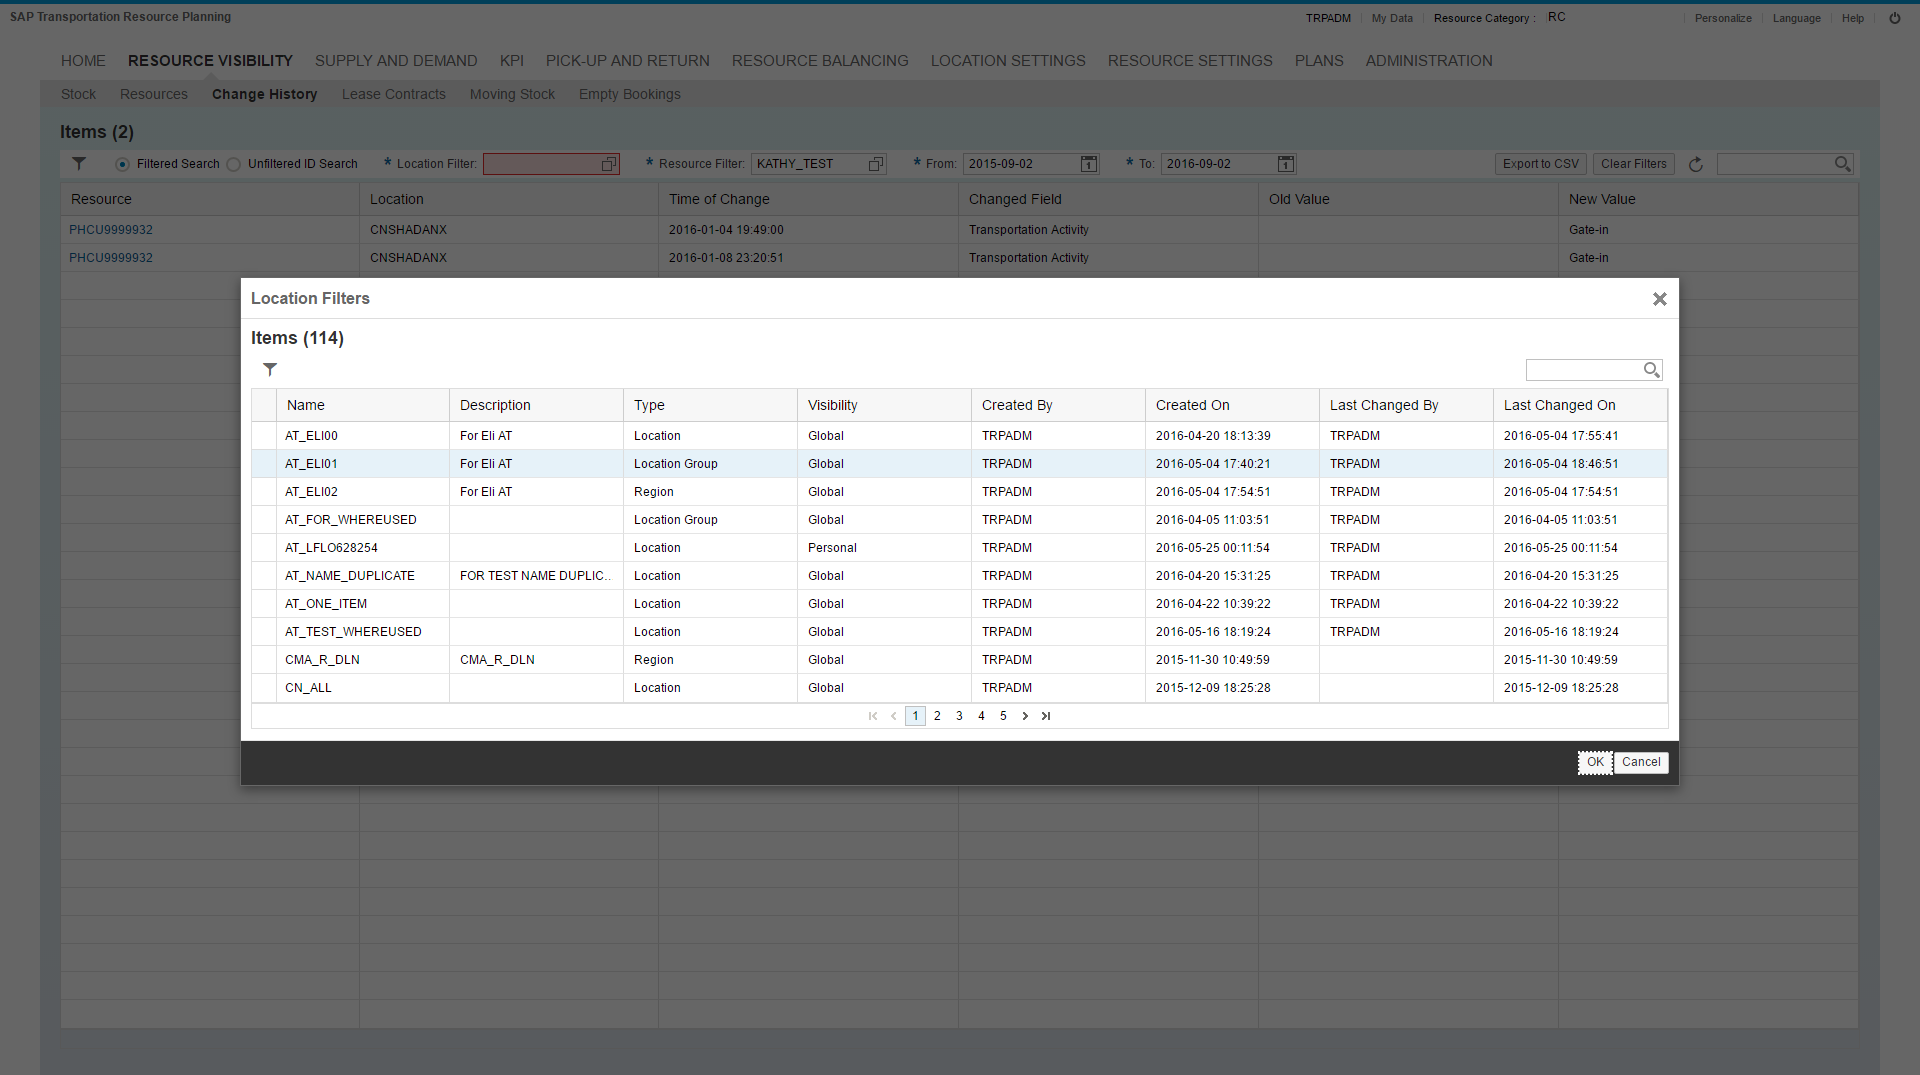 SAP Transportation Resource Planning
TRPADM My Data Resource Category : RC Personalize Language Help
HOME RESOURCE VISIBILITY SUPPLY AND DEMAND KPI PICK-UP AND RETURN RESOURCE BALANCING LOCATION SETTINGS RESOURCE SETTINGS PLANS ADMINISTRATION
Stock Resources Change History Lease Contracts Moving Stock Empty Bookings
Items (2)
Filtered Search Unfiltered ID Search * Location Filter: * Resource Filter: KATHY_TEST * From: 2015-09-02 * To: 2016-09-02 Export to CSV Clear Filters
Resource Location Time of Change Changed Field Old Value New Value
PHCU9999932 CNSHADANX 2016-01-04 19:49:00 Transportation Activity Gate-in
PHCU9999932 CNSHADANX 2016-01-08 23:20:51 Transportation Activity Gate-in
Location Filters
Items (114)
Name Description Type Visibility Created By Created On Last Changed By Last Changed On
AT_ELI00 For Eli AT Location Global TRPADM 2016-04-20 18:13:39 TRPADM 2016-05-04 17:55:41
AT_ELI01 For Eli AT Location Group Global TRPADM 2016-05-04 17:40:21 TRPADM 2016-05-04 18:46:51
AT_ELI02 For Eli AT Region Global TRPADM 2016-05-04 17:54:51 TRPADM 2016-05-04 17:54:51
AT_FOR_WHEREUSED Location Group Global TRPADM 2016-04-05 11:03:51 TRPADM 2016-04-05 11:03:51
AT_LFLO628254 Location Personal TRPADM 2016-05-25 00:11:54 TRPADM 2016-05-25 00:11:54
AT_NAME_DUPLICATE FOR TEST NAME DUPLIC... Location Global TRPADM 2016-04-20 15:31:25 TRPADM 2016-04-20 15:31:25
AT_ONE_ITEM Location Global TRPADM 2016-04-22 10:39:22 TRPADM 2016-04-22 10:39:22
AT_TEST_WHEREUSED Location Global TRPADM 2016-05-16 18:19:24 TRPADM 2016-05-16 18:19:24
CMA_R_DLN CMA_R_DLN Region Global TRPADM 2015-11-30 10:49:59 2015-11-30 10:49:59
CN_ALL Location Global TRPADM 2015-12-09 18:25:28 2015-12-09 18:25:28
1 2 3 4 5
OK Cancel